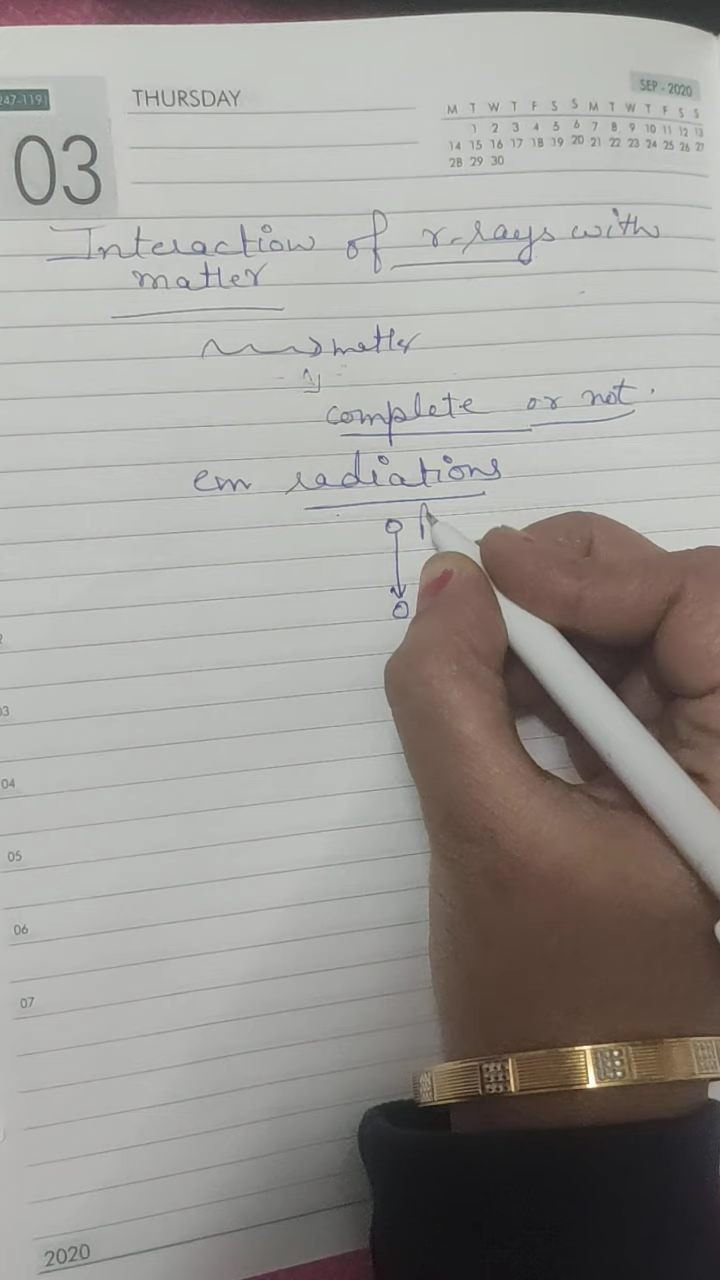 247-119
THURSDAY
SEP - 2020
M T W T F S S M T W T F S S
1 2 3 4 5 6 7 8 9 10 11 12 13
14 15 16 17 18 19 20 21 22 23 24 25 26 27
28 29 30
03
Interaction of r-rays with
matter
matter
complete or not.
em radiations
03
04
05
06
07
2020